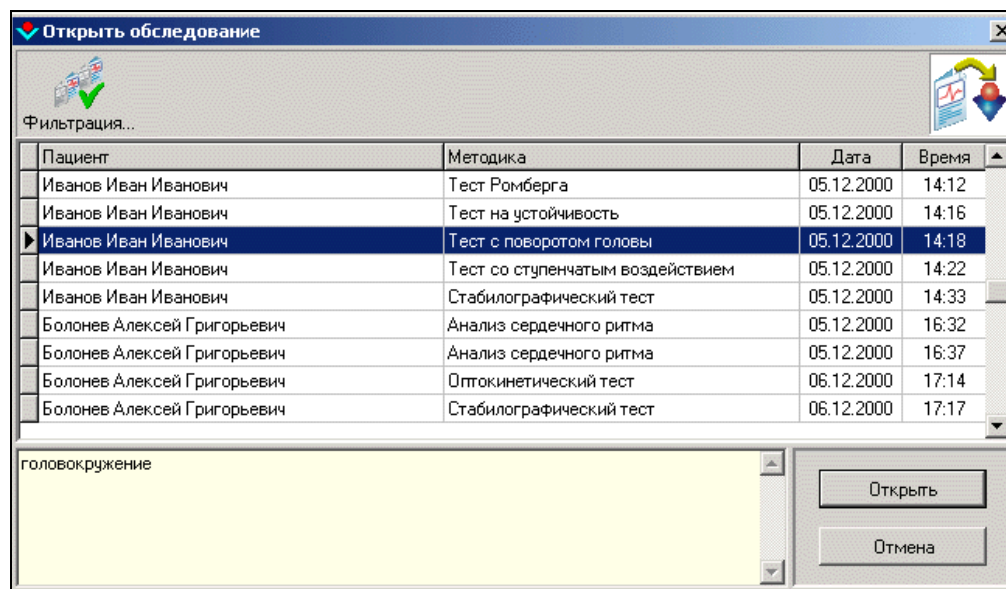 Открыть обследование
Фильтрация...
Пациент Методика Дата Время
Иванов Иван Иванович Тест Ромберга 05.12.2000 14:12
Иванов Иван Иванович Тест на устойчивость 05.12.2000 14:16
Иванов Иван Иванович Тест с поворотом головы 05.12.2000 14:18
Иванов Иван Иванович Тест со ступенчатым воздействием 05.12.2000 14:22
Иванов Иван Иванович Стабилографический тест 05.12.2000 14:33
Болонев Алексей Григорьевич Анализ сердечного ритма 05.12.2000 16:32
Болонев Алексей Григорьевич Анализ сердечного ритма 05.12.2000 16:37
Болонев Алексей Григорьевич Оптокинетический тест 06.12.2000 17:14
Болонев Алексей Григорьевич Стабилографический тест 06.12.2000 17:17
головокружение
Открыть
Отмена